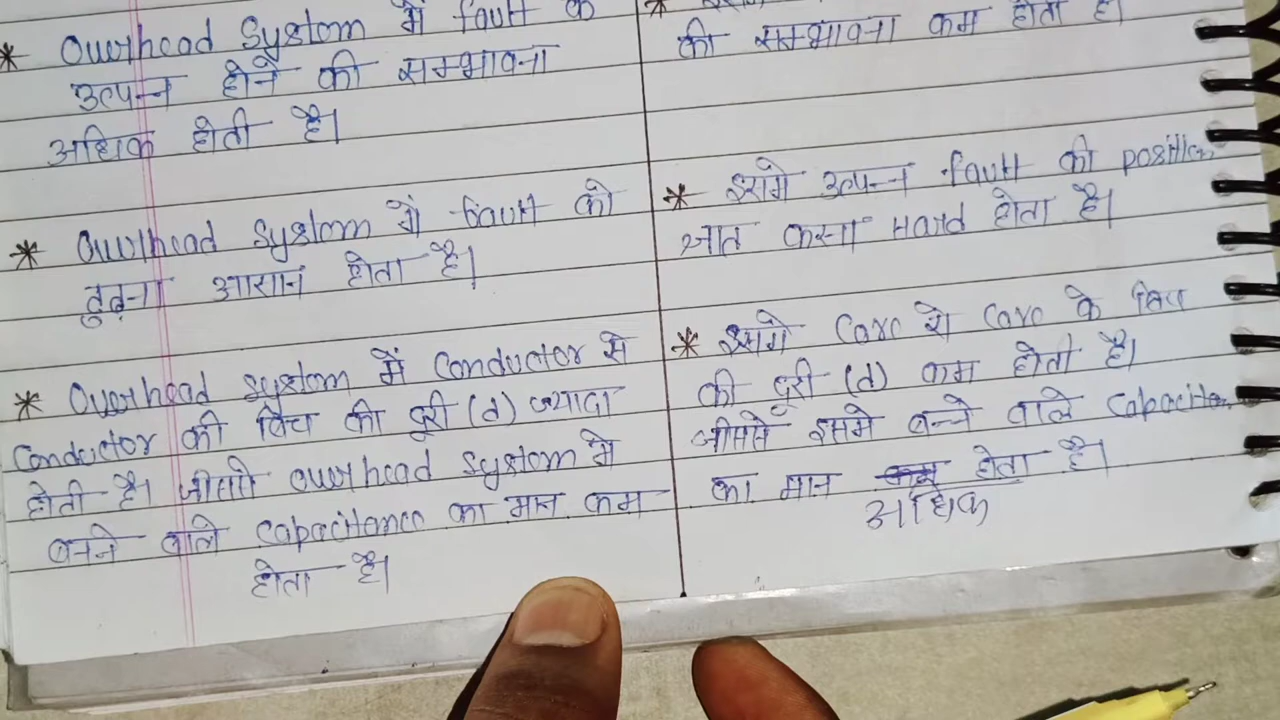 * Overhead System में fault के
उत्पन्न होने की सम्भावना
अधिक होती है।
* Overhead System में fault को
ढुढ़ना आसान होता है।
* Overhead System में Conductor से
Conductor की बिच की दूरी (d) ज्यादा
होती है। जीससे overhead System मे
बनने वाले Capacitance का मान कम
होता है।
*
की सम्भावना कम होता है।
* इसमे उत्पन्न fault की position
ज्ञात करना Hard होता है।
* इसमे Core से Core के बिच
की दूरी (d) कम होती है।
जीससे इसमे बन्ने वाले
का मान कम होता है।
अधिक